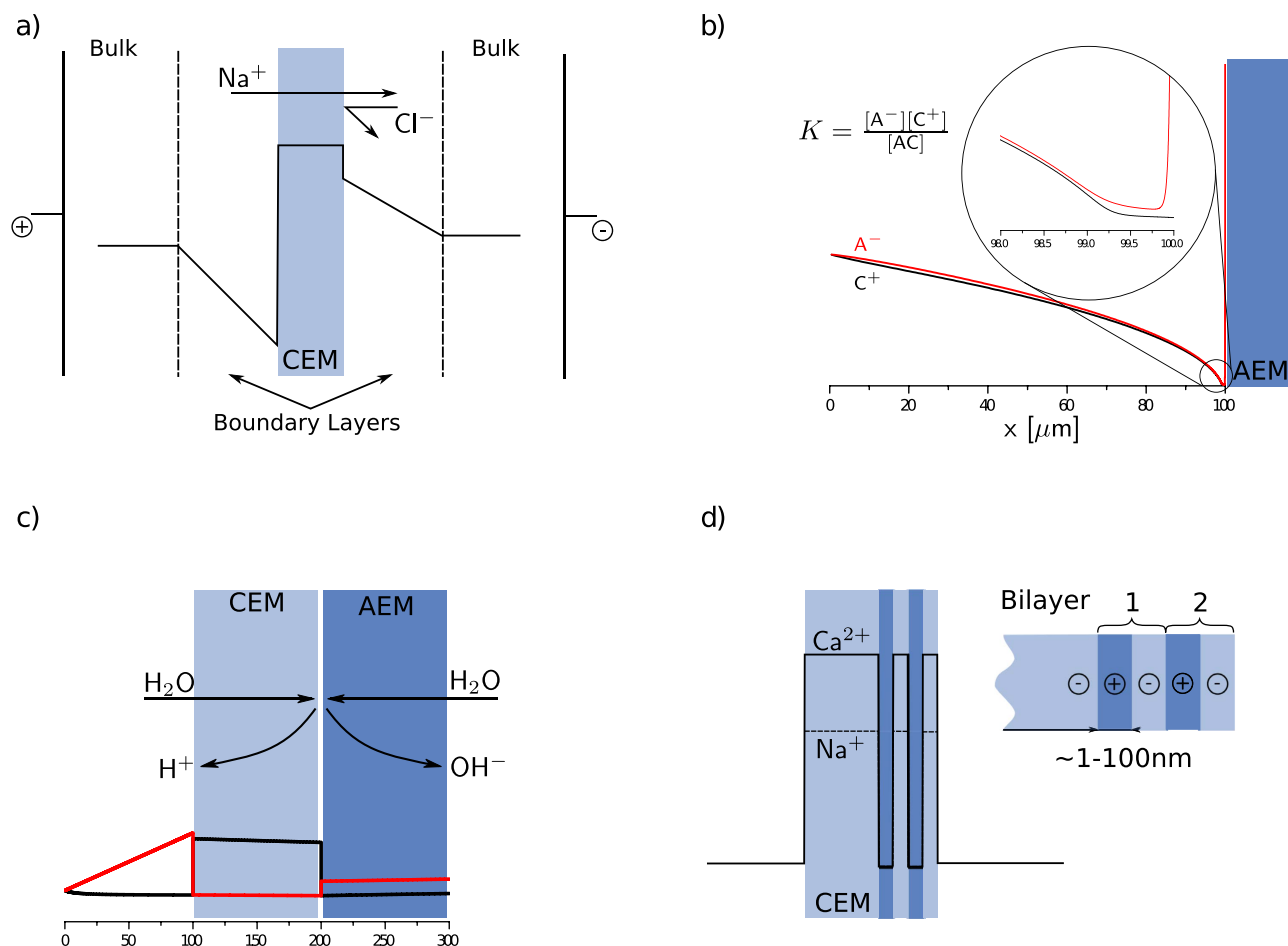 a)
Bulk
Bulk
Na+
Cl−
+
-
CEM
Boundary Layers
b)
K = [A−][C+] / [AC]
98.0 98.5 99.0 99.5 100.0
A−
C+
AEM
0 20 40 60 80 100
x [μm]
c)
CEM AEM
H2O H2O
H+ OH−
0 50 100 150 200 250 300
d)
Ca2+
Na+
CEM
Bilayer 1 2
- + - + -
~1-100nm